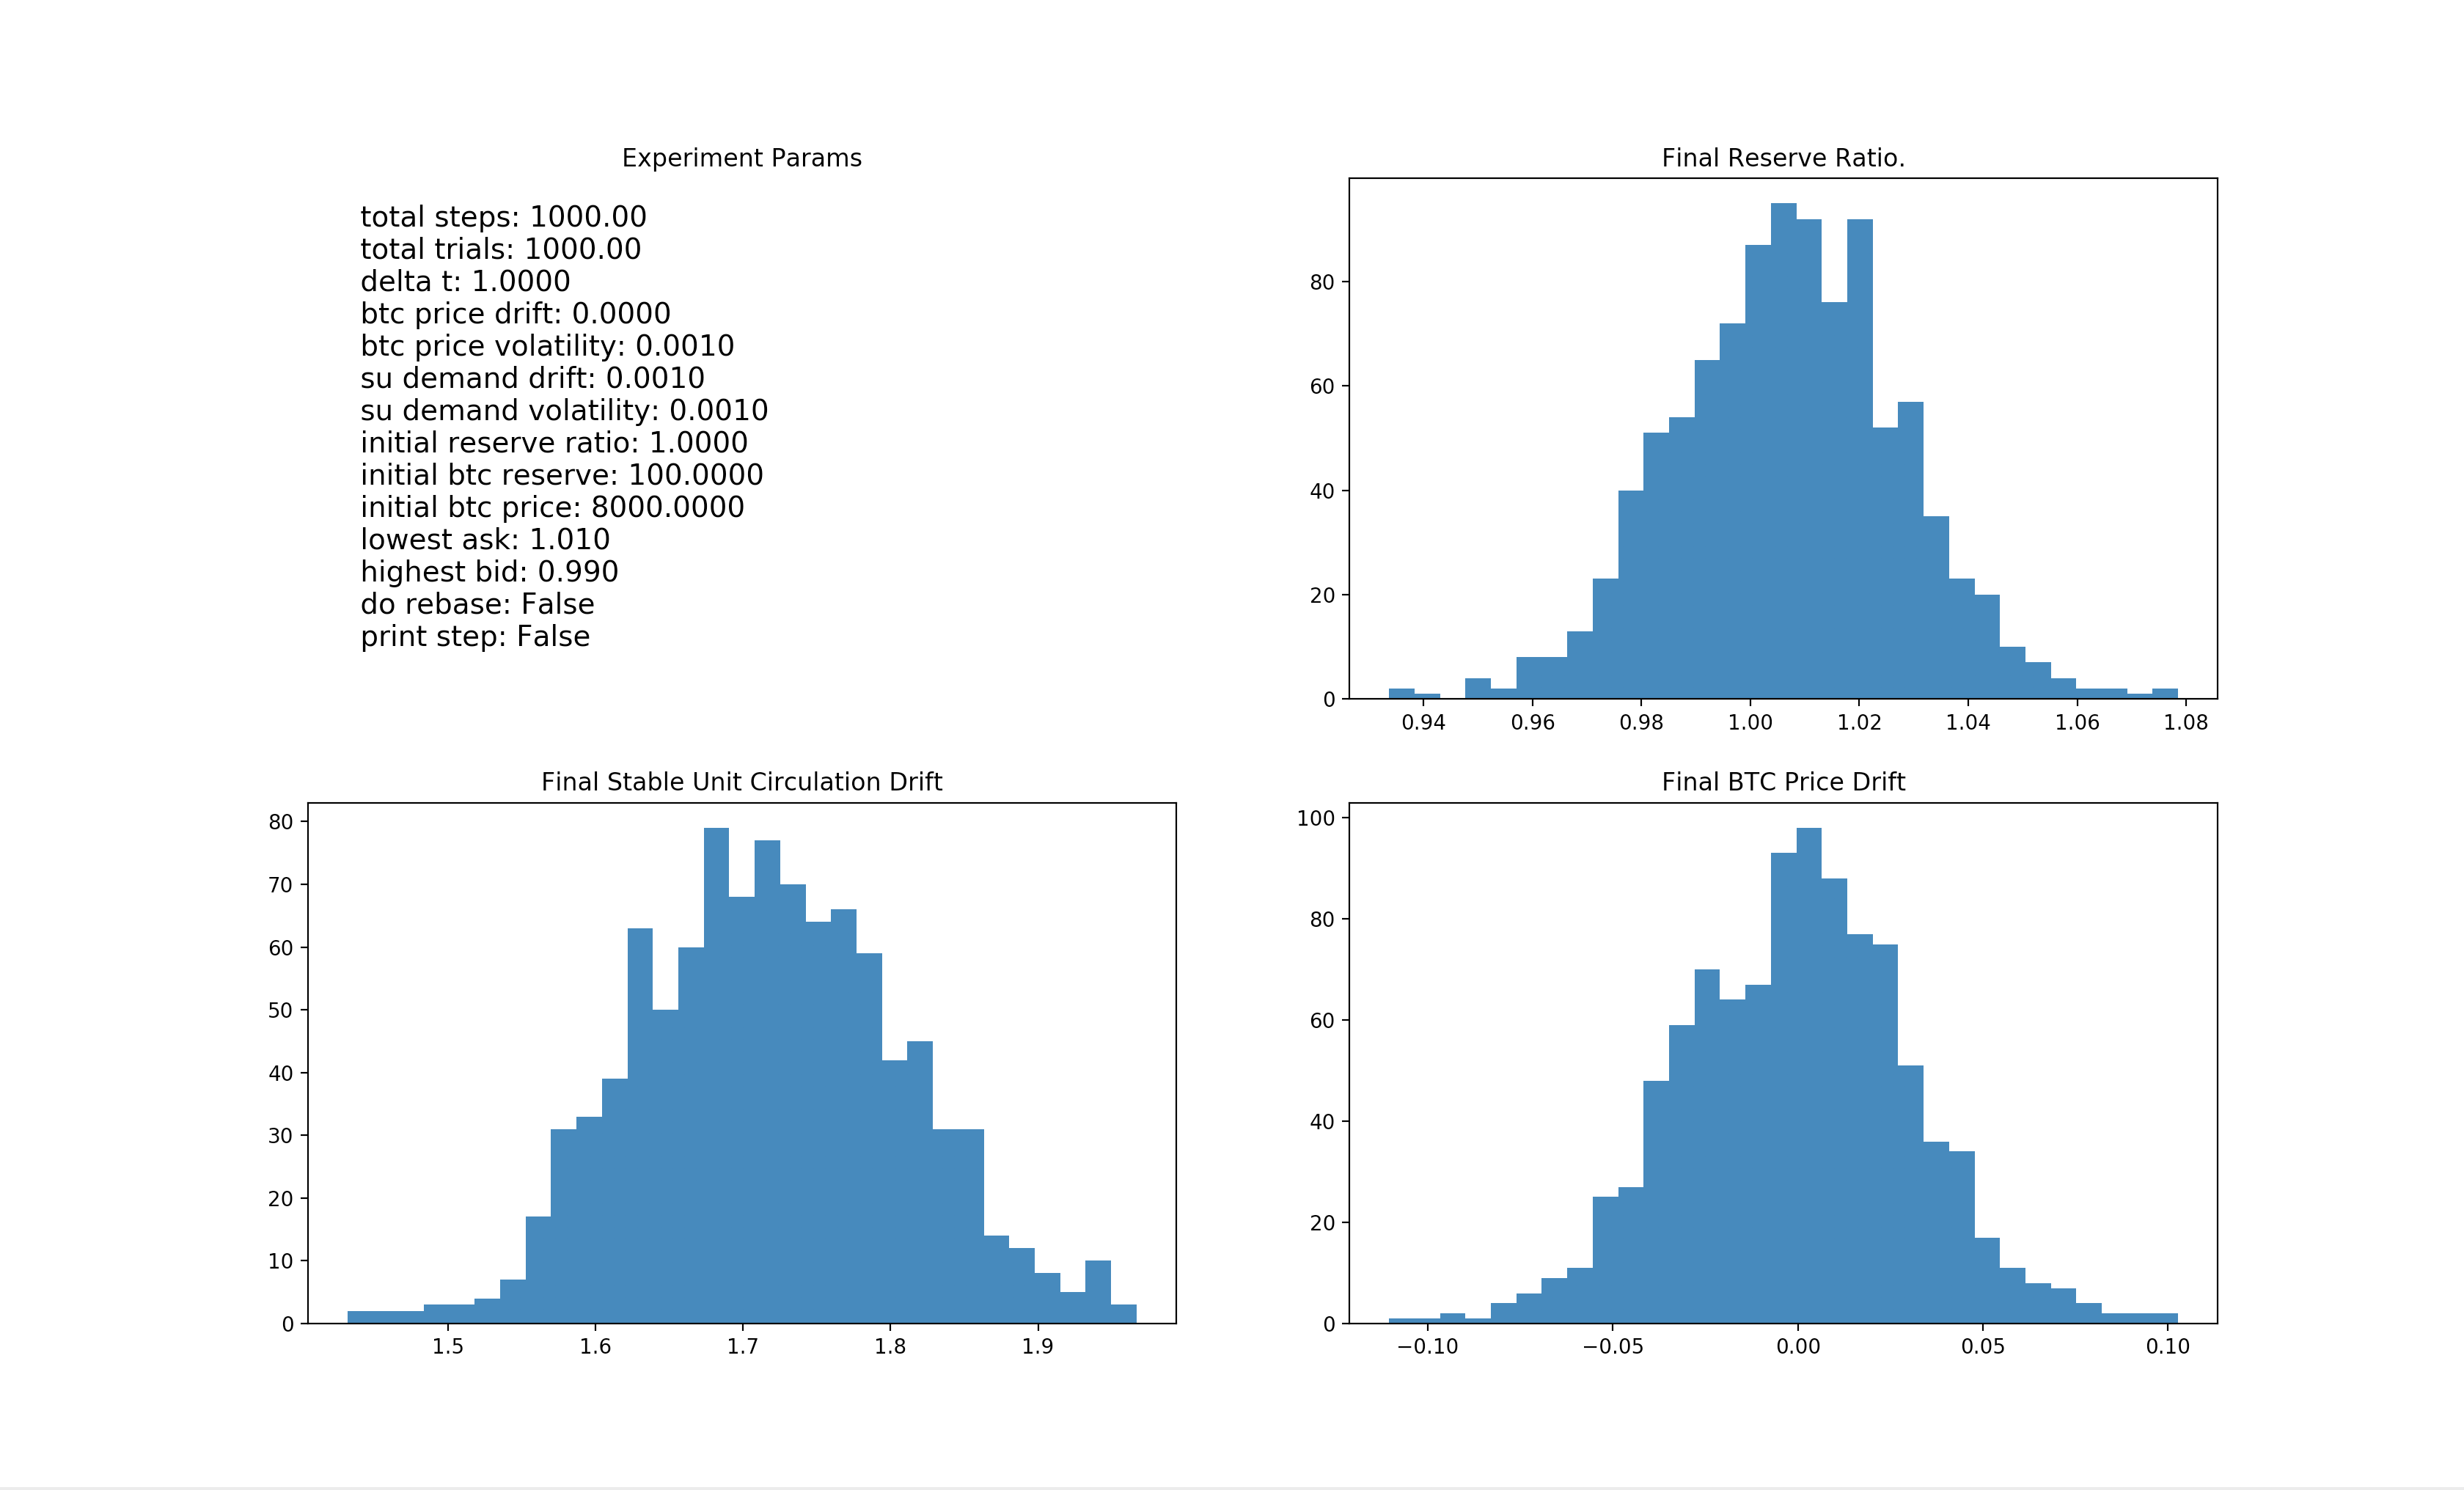 Experiment Params
total steps: 1000.00
total trials: 1000.00
delta t: 1.0000
btc price drift: 0.0000
btc price volatility: 0.0010
su demand drift: 0.0010
su demand volatility: 0.0010
initial reserve ratio: 1.0000
initial btc reserve: 100.0000
initial btc price: 8000.0000
lowest ask: 1.010
highest bid: 0.990
do rebase: False
print step: False
Final Reserve Ratio.
80
60
40
20
0
0.94 0.96 0.98 1.00 1.02 1.04 1.06 1.08
Final Stable Unit Circulation Drift
80
70
60
50
40
30
20
10
0
1.5 1.6 1.7 1.8 1.9
Final BTC Price Drift
100
80
60
40
20
0
−0.10 −0.05 0.00 0.05 0.10